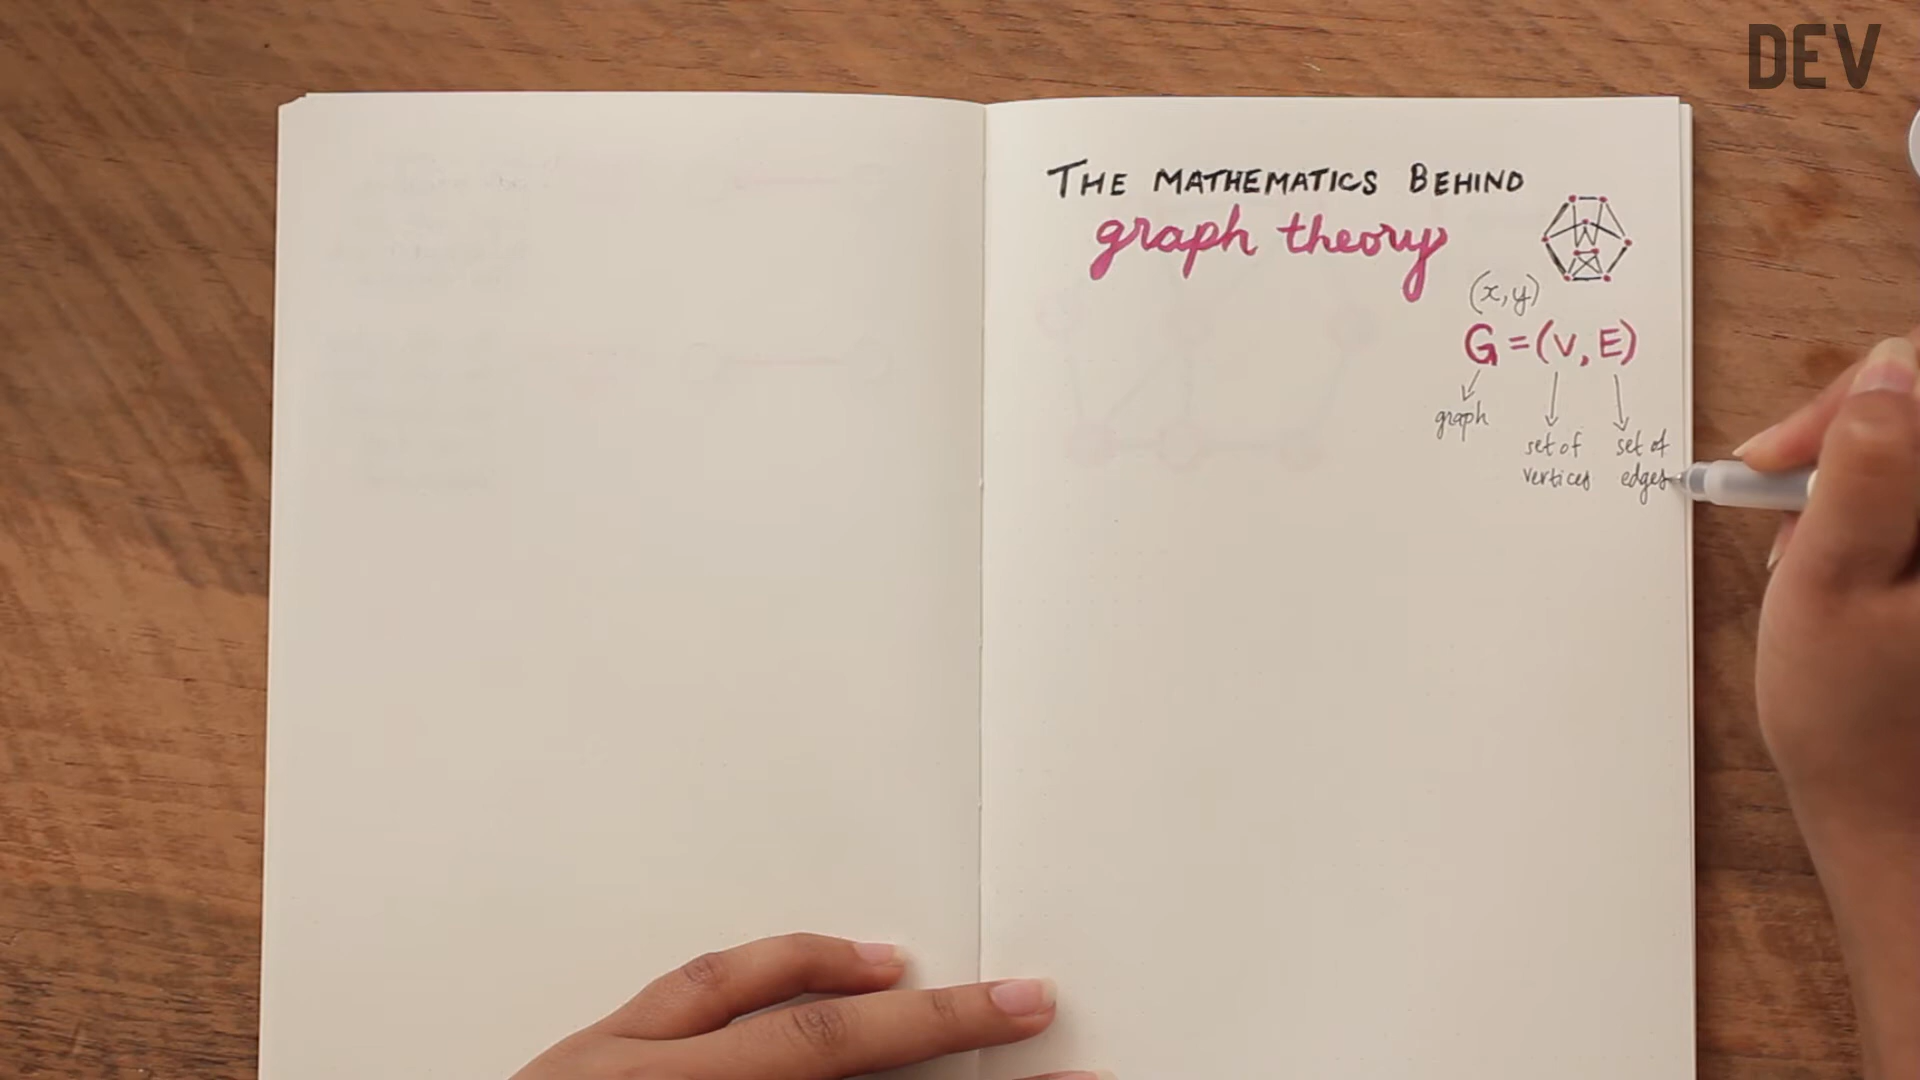 DEV
THE MATHEMATICS BEHIND
graph theory
(x,y)
G = (V, E)
graph
set of
vertices
set of
edges